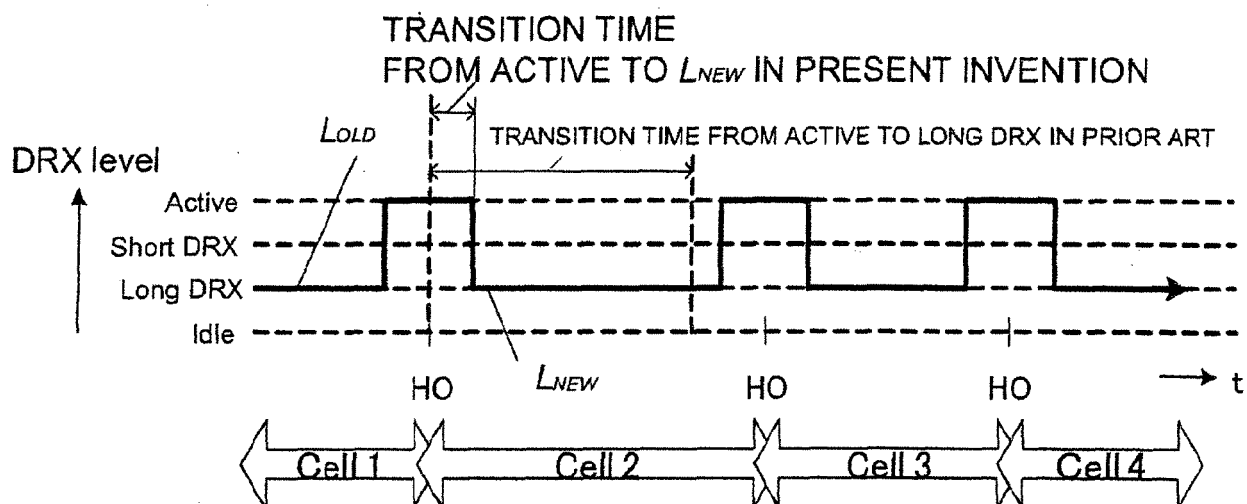 TRANSITION TIME
FROM ACTIVE TO LNEW IN PRESENT INVENTION
LOLD
TRANSITION TIME FROM ACTIVE TO LONG DRX IN PRIOR ART
DRX level
Active
Short DRX
Long DRX
Idle
LNEW
HO
HO
HO
t
Cell 1
Cell 2
Cell 3
Cell 4